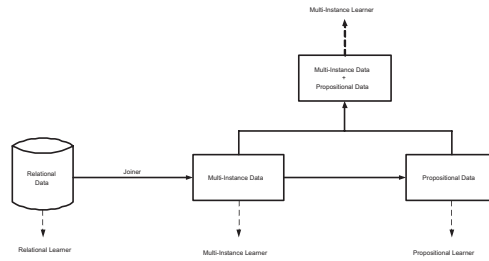 Multi-Instance Learner
Multi-Instance Data
+
Propositional Data
Relational
Data
Joiner
Multi-Instance Data
Propositional Data
Relational Learner
Multi-Instance Learner
Propositional Learner